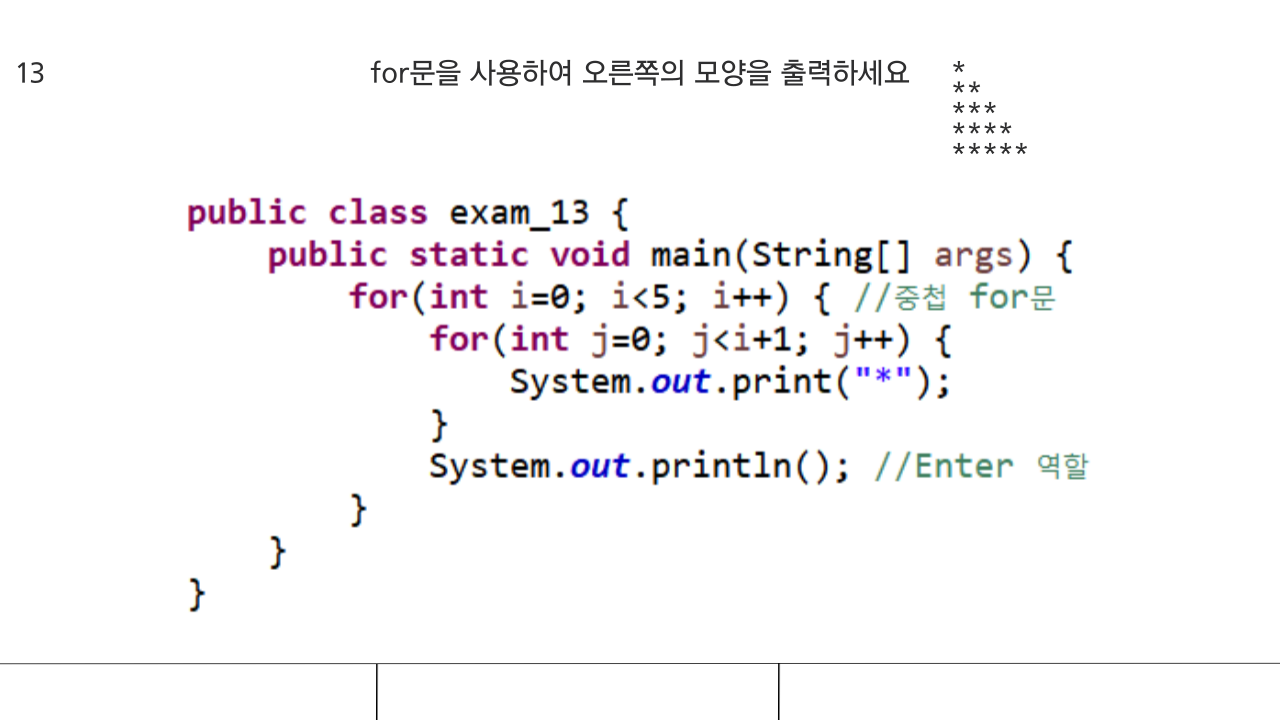 13
for문을 사용하여 오른쪽의 모양을 출력하세요
*
**
***
****
*****
public class exam_13 {
    public static void main(String[] args) {
        for(int i=0; i<5; i++) { //중첩 for문
            for(int j=0; j<i+1; j++) {
                System.out.print("*");
            }
            System.out.println(); //Enter 역할
        }
    }
}